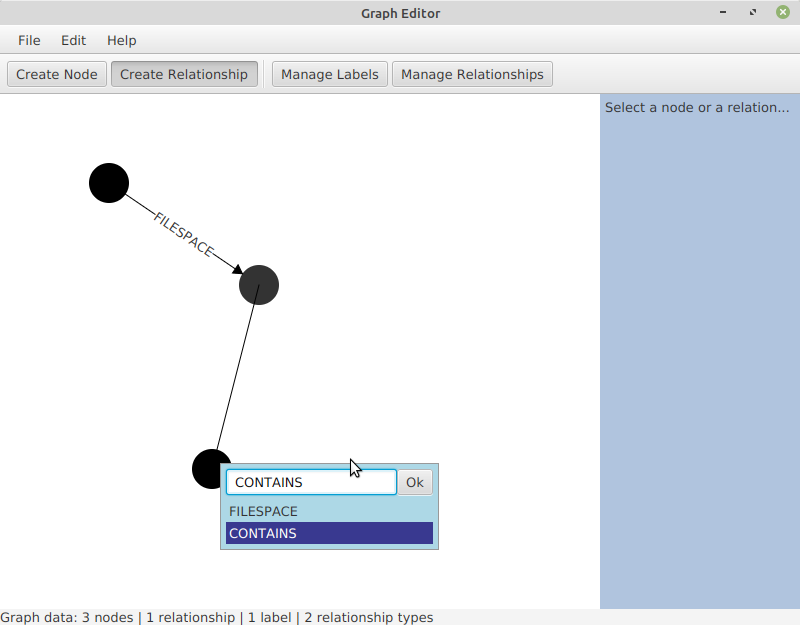 Graph Editor
File Edit Help
Create Node Create Relationship Manage Labels Manage Relationships
Select a node or a relation...
FILESPACE
CONTAINS Ok
FILESPACE
CONTAINS
Graph data: 3 nodes | 1 relationship | 1 label | 2 relationship types